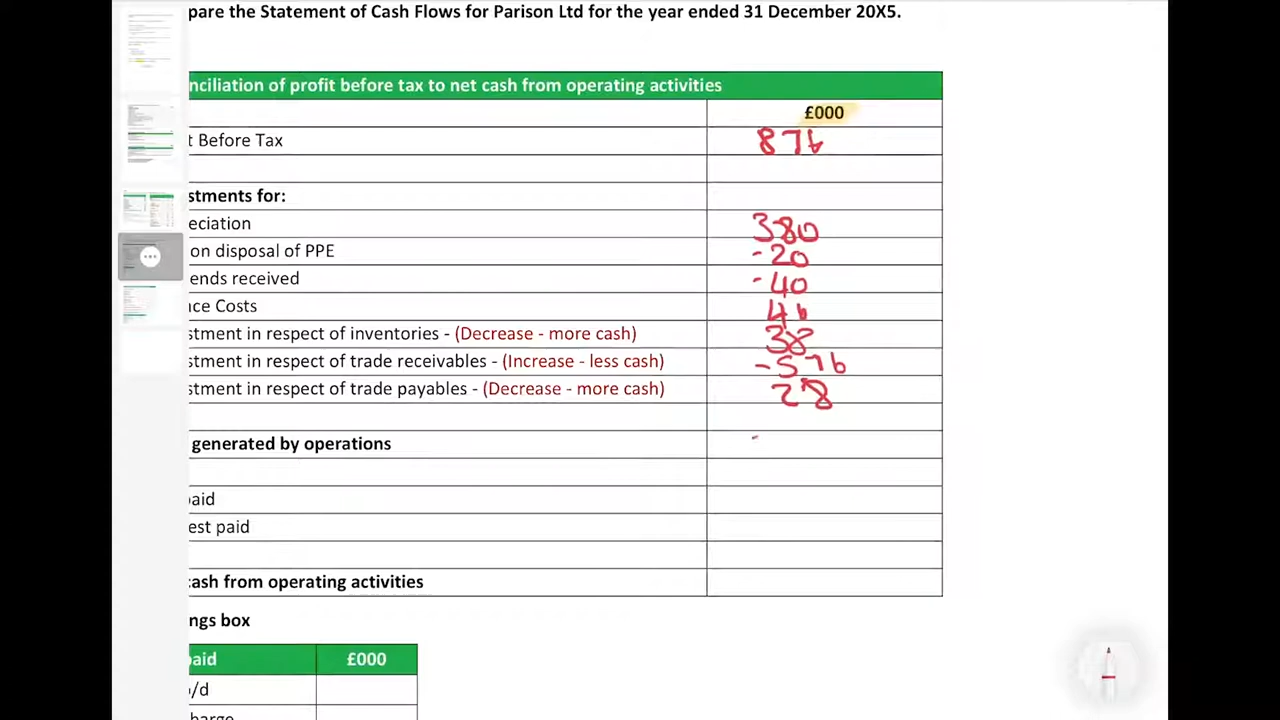 pare the Statement of Cash Flows for Parison Ltd for the year ended 31 December 20X5.
nciliation of profit before tax to net cash from operating activities
£000
t Before Tax 876
stments for:
eciation 380
on disposal of PPE -20
ends received -40
nce Costs 46
stment in respect of inventories - (Decrease - more cash) 38
stment in respect of trade receivables - (Increase - less cash) -576
stment in respect of trade payables - (Decrease - more cash) 28
generated by operations
paid
est paid
cash from operating activities
ngs box
paid £000
b/d
harge